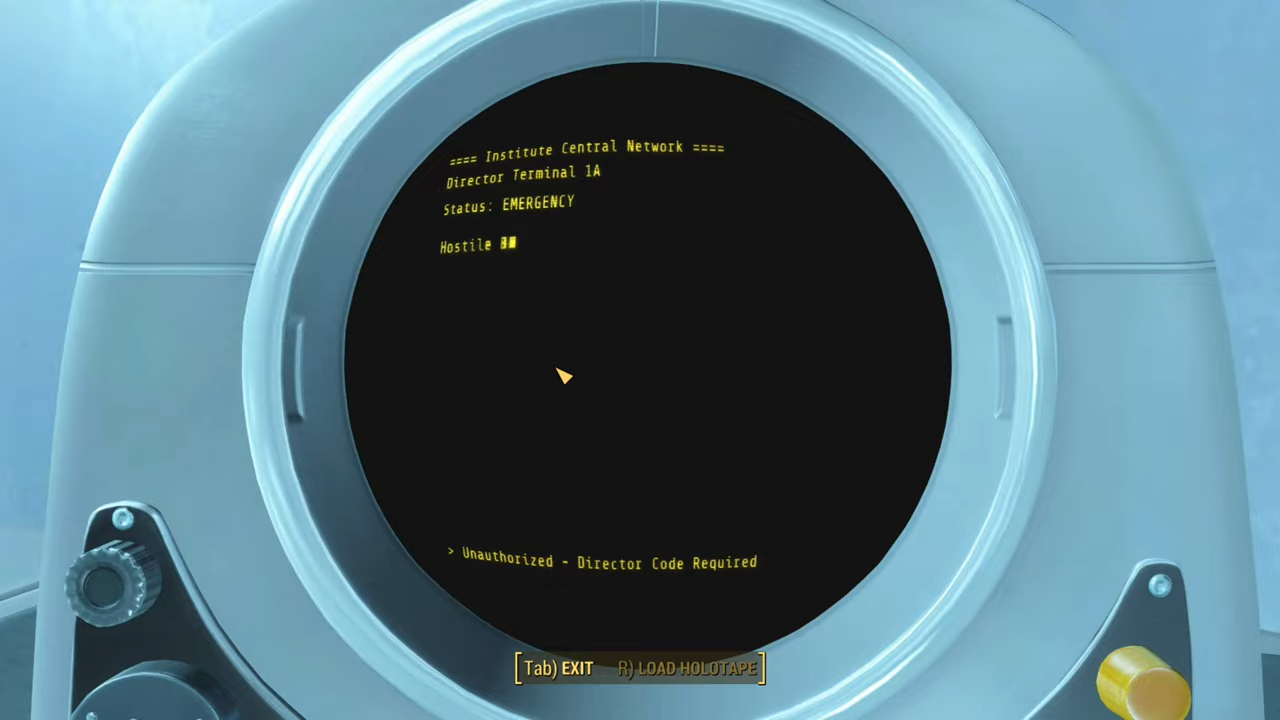 ==== Institute Central Network ====
Director Terminal 1A
Status: EMERGENCY
Hostile
> Unauthorized - Director Code Required
[Tab) EXIT R) LOAD HOLOTAPE]